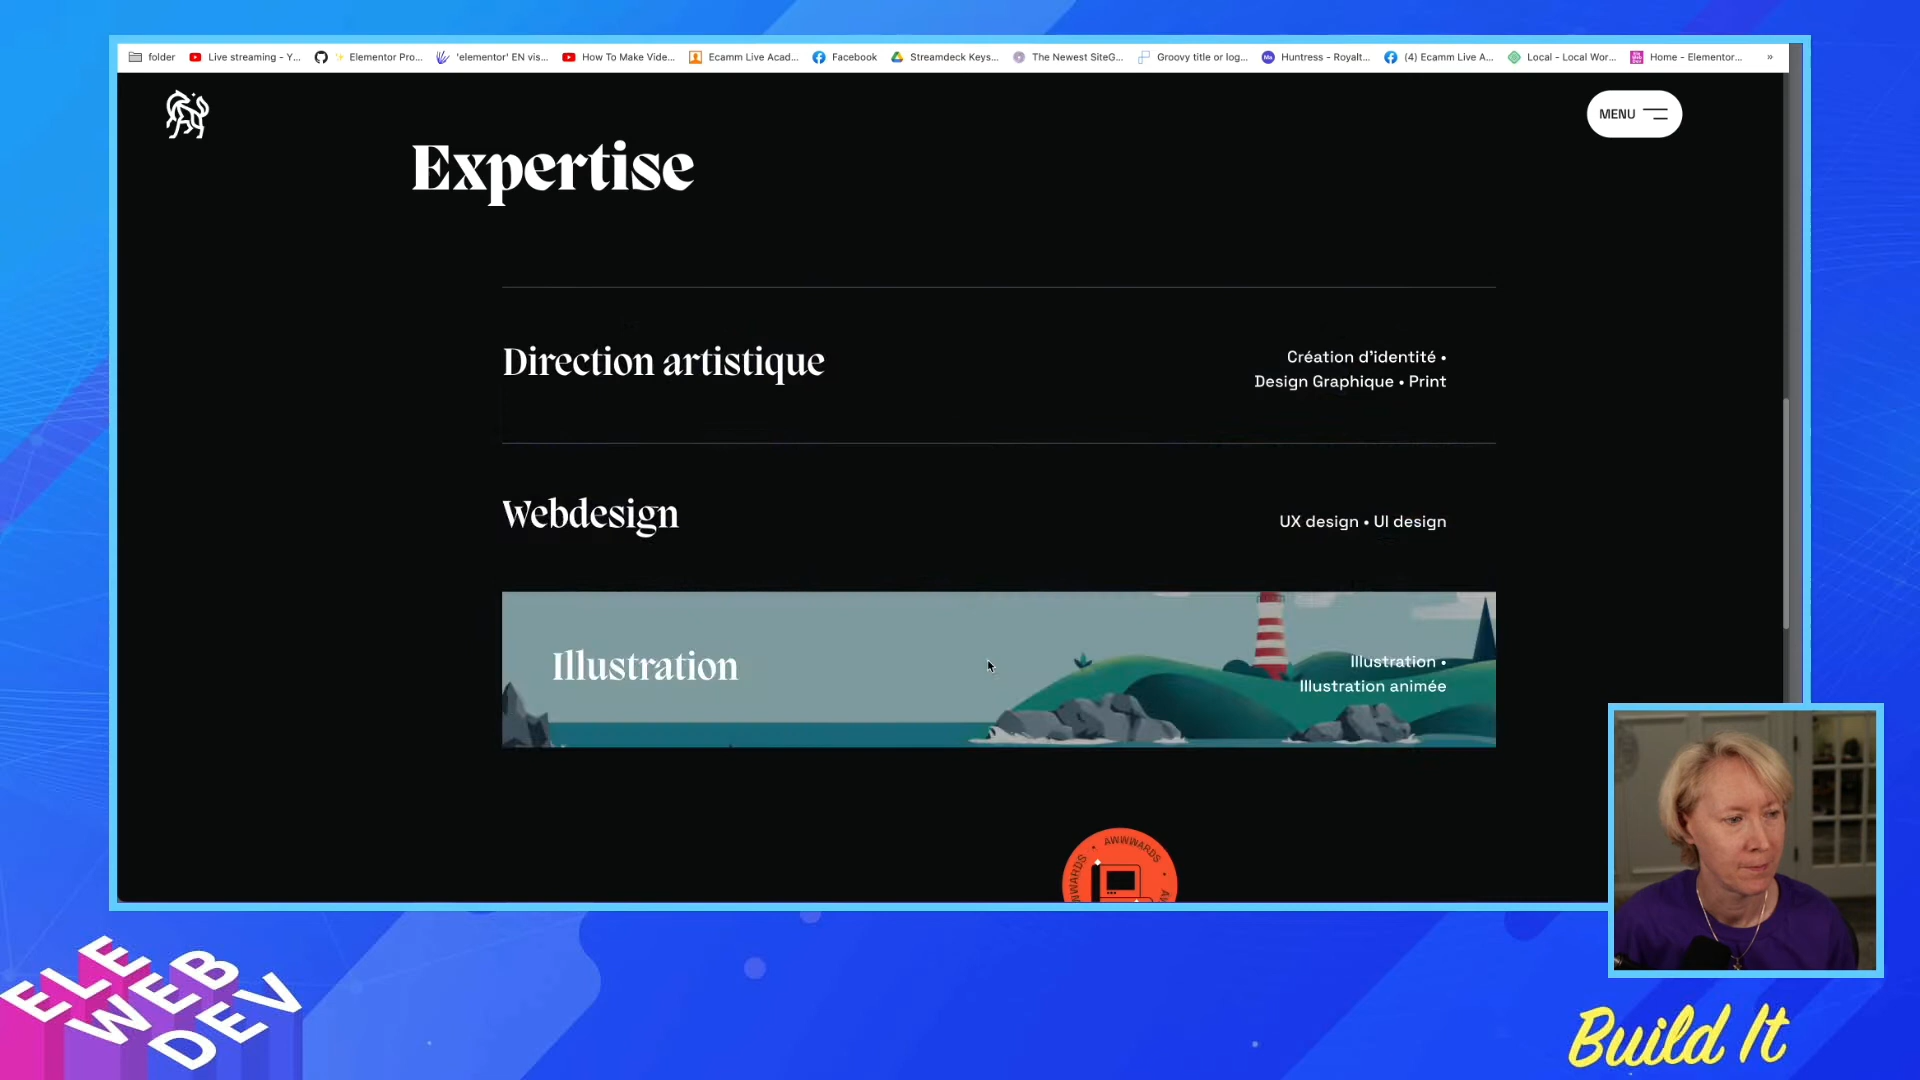 folder
Live streaming - Y...
Elementor Pro...
'elementor' EN vis...
How To Make Vide...
Ecamm Live Acad...
Facebook
Streamdeck Keys...
The Newest SiteG...
Groovy title or log...
Huntress - Royalt...
(4) Ecamm Live A...
Local - Local Wor...
Home - Elementor...
»
MENU
Expertise
Direction artistique
Création d'identité •
Design Graphique • Print
Webdesign
UX design • UI design
Illustration
Illustration •
Illustration animée
AWWWARDS
ELE
WEB
DEV
Build It